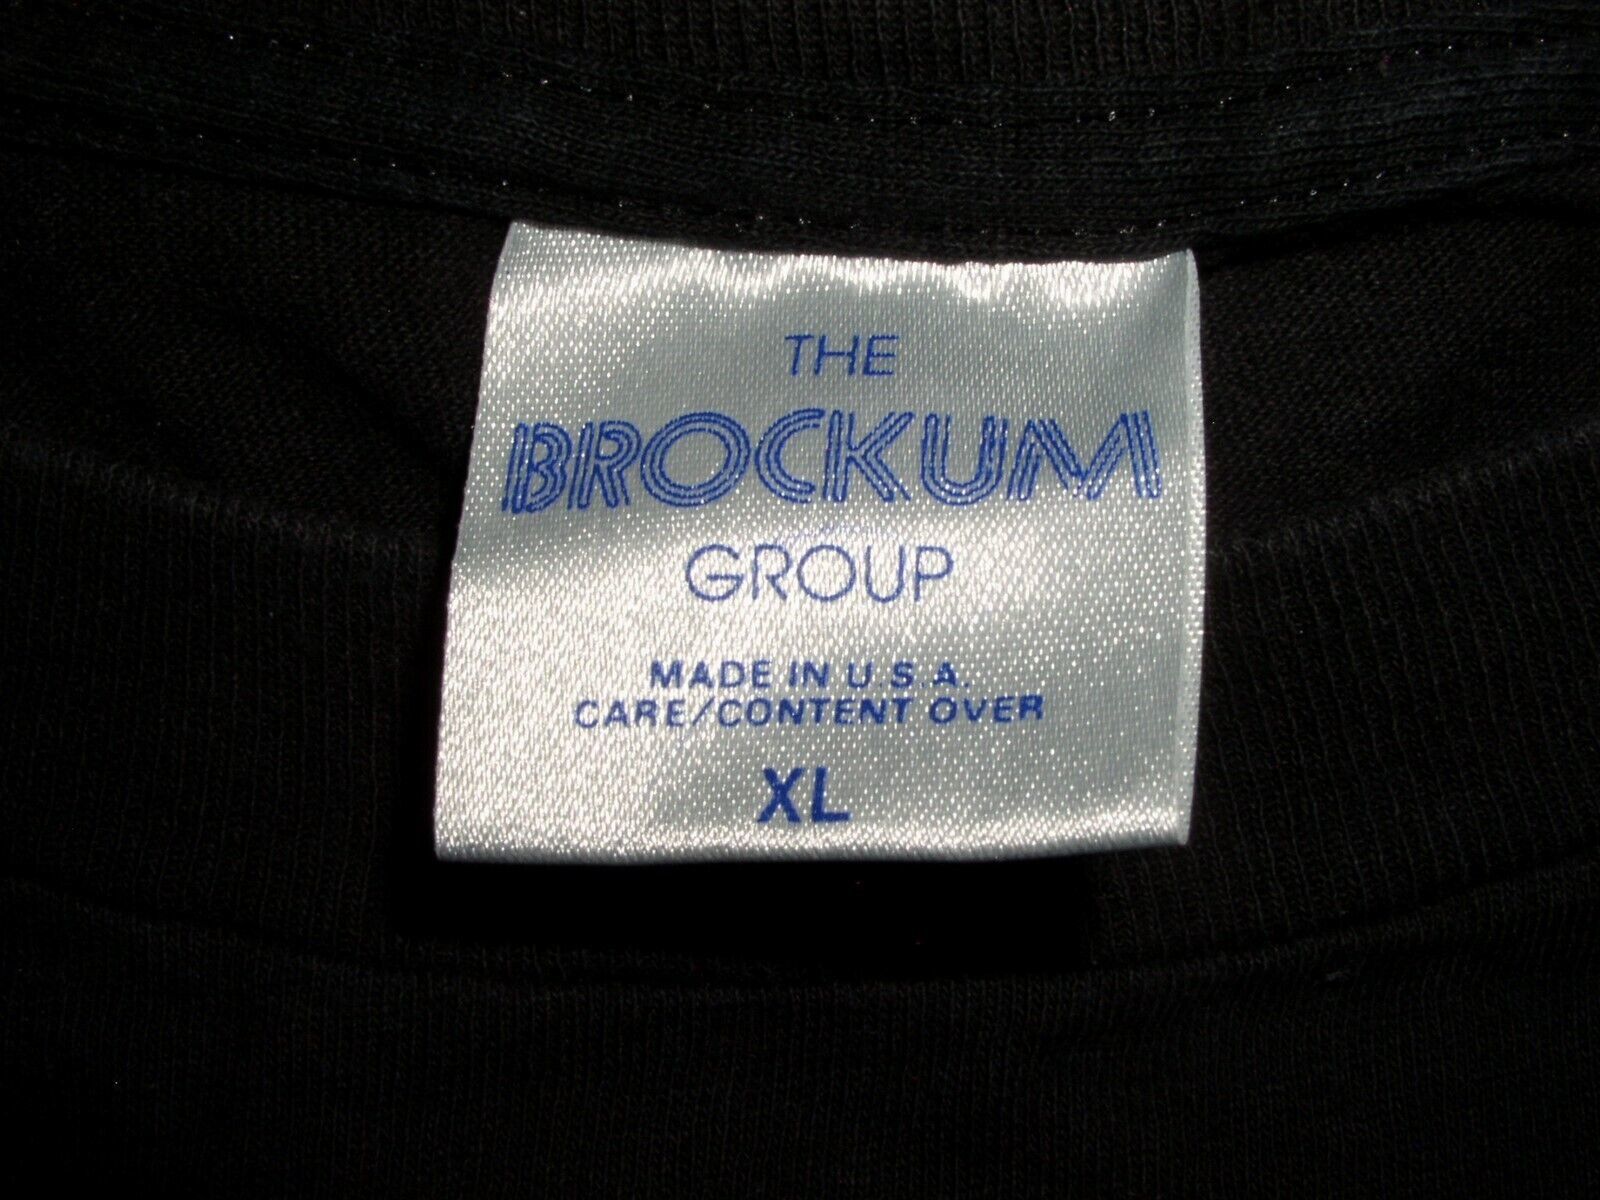 THE
BROCKUM
GROUP
MADE IN U.S.A.
CARE/CONTENT OVER
XL